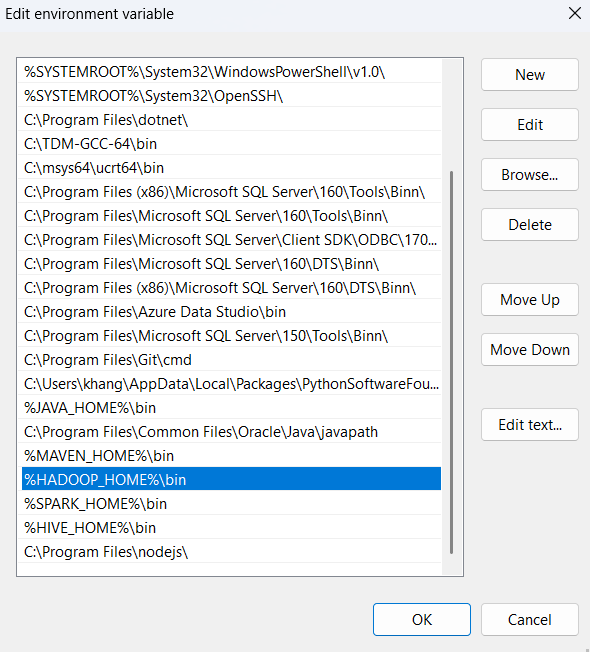 Edit environment variable
%SYSTEMROOT%\System32\WindowsPowerShell\v1.0\
%SYSTEMROOT%\System32\OpenSSH\
C:\Program Files\dotnet\
C:\TDM-GCC-64\bin
C:\msys64\ucrt64\bin
C:\Program Files (x86)\Microsoft SQL Server\160\Tools\Binn\
C:\Program Files\Microsoft SQL Server\160\Tools\Binn\
C:\Program Files\Microsoft SQL Server\Client SDK\ODBC\170...
C:\Program Files\Microsoft SQL Server\160\DTS\Binn\
C:\Program Files (x86)\Microsoft SQL Server\160\DTS\Binn\
C:\Program Files\Azure Data Studio\bin
C:\Program Files\Microsoft SQL Server\150\Tools\Binn\
C:\Program Files\Git\cmd
C:\Users\khang\AppData\Local\Packages\PythonSoftwareFou...
%JAVA_HOME%\bin
C:\Program Files\Common Files\Oracle\Java\javapath
%MAVEN_HOME%\bin
%HADOOP_HOME%\bin
%SPARK_HOME%\bin
%HIVE_HOME%\bin
C:\Program Files\nodejs\
New
Edit
Browse...
Delete
Move Up
Move Down
Edit text...
OK
Cancel